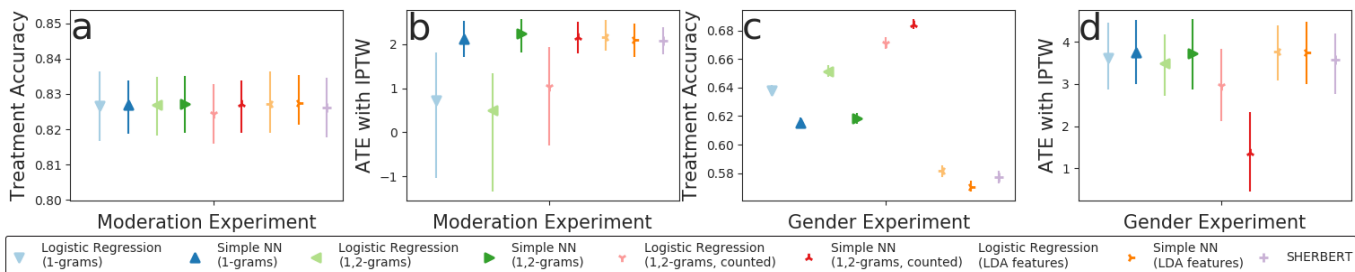 a
Treatment Accuracy
0.85
0.84
0.83
0.82
0.81
0.80
Moderation Experiment
b
ATE with IPTW
2
1
0
−1
Moderation Experiment
c
Treatment Accuracy
0.68
0.66
0.64
0.62
0.60
0.58
Gender Experiment
d
ATE with IPTW
4
3
2
1
Gender Experiment
Logistic Regression
(1-grams)
Simple NN
(1-grams)
Logistic Regression
(1,2-grams)
Simple NN
(1,2-grams)
Logistic Regression
(1,2-grams, counted)
Simple NN
(1,2-grams, counted)
Logistic Regression
(LDA features)
Simple NN
(LDA features)
SHERBERT